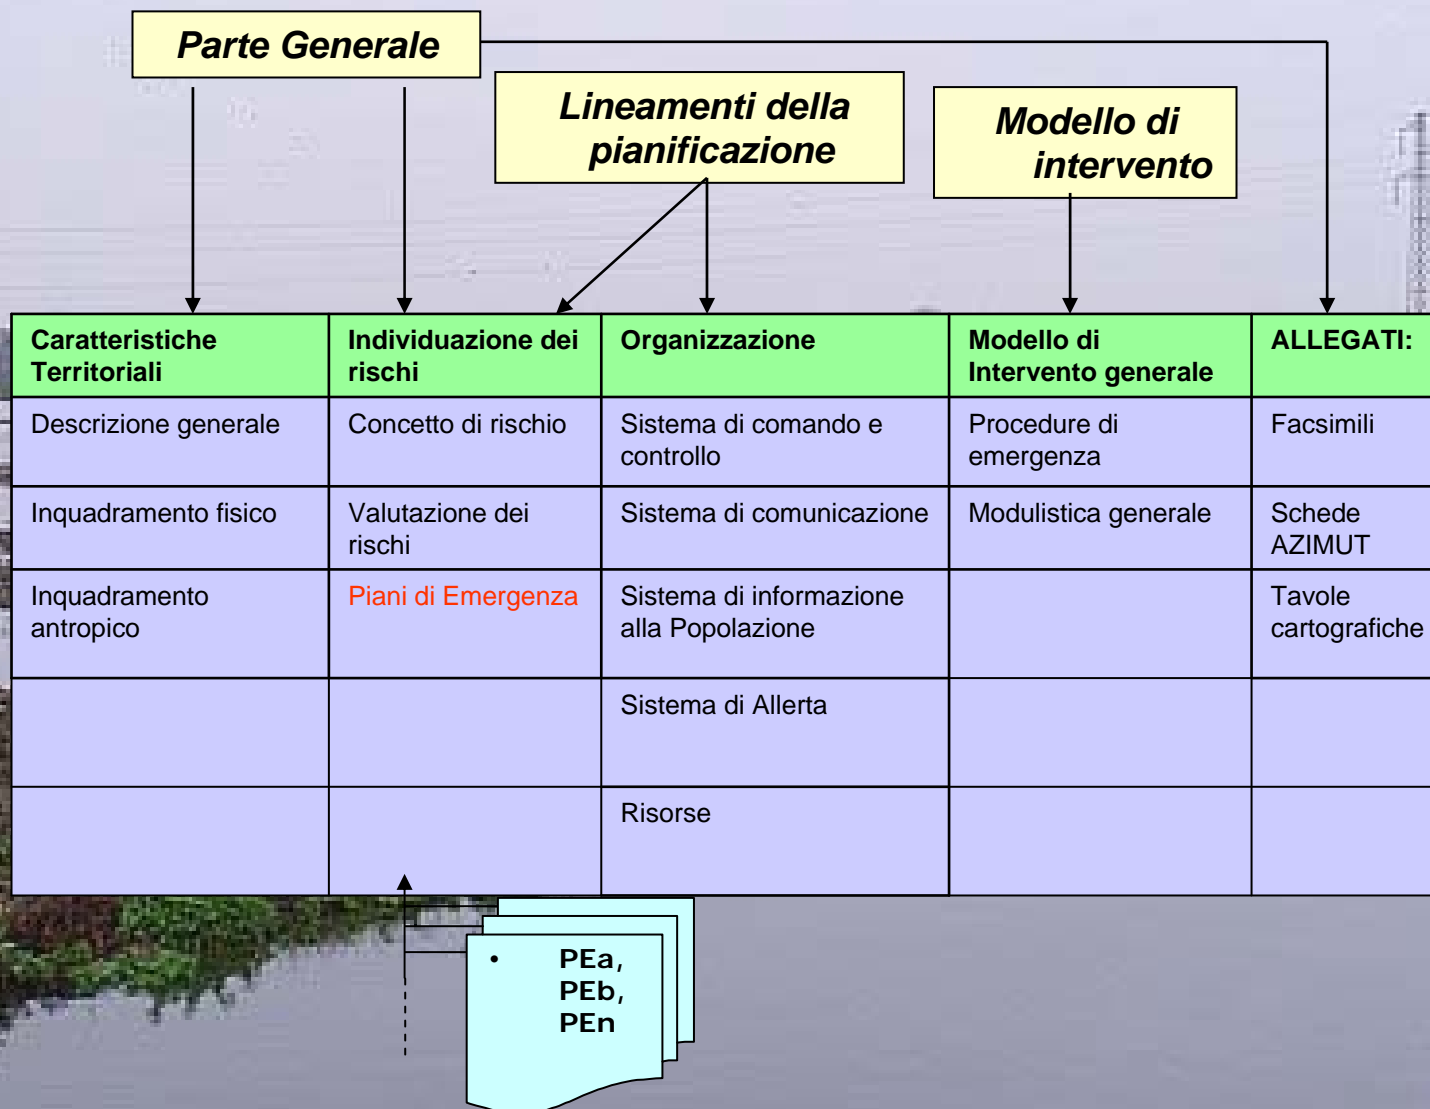 Parte Generale
Lineamenti della
pianificazione
Modello di
intervento
Caratteristiche
Territoriali
Individuazione dei
rischi
Organizzazione
Modello di
Intervento generale
ALLEGATI:
Descrizione generale
Concetto di rischio
Sistema di comando e
controllo
Procedure di
emergenza
Facsimili
Inquadramento fisico
Valutazione dei
rischi
Sistema di comunicazione
Modulistica generale
Schede
AZIMUT
Inquadramento
antropico
Piani di Emergenza
Sistema di informazione
alla Popolazione
Tavole
cartografiche
Sistema di Allerta
Risorse
• PEa,
PEb,
PEn